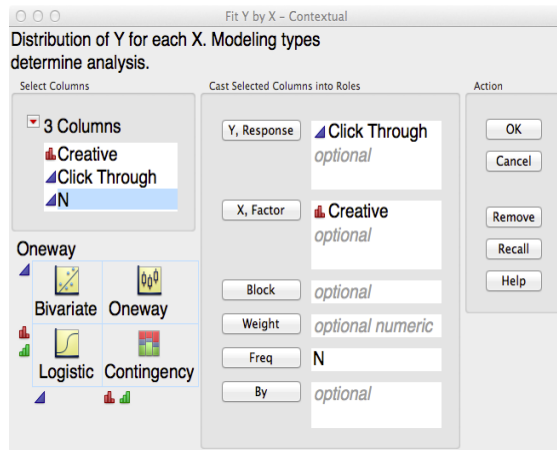 Fit Y by X – Contextual
Distribution of Y for each X. Modeling types
determine analysis.
Select Columns
3 Columns
Creative
Click Through
N
Oneway
Bivariate
Oneway
Logistic
Contingency
Cast Selected Columns into Roles
Y, Response
Click Through
optional
X, Factor
Creative
optional
Block
optional
Weight
optional numeric
Freq
N
By
optional
Action
OK
Cancel
Remove
Recall
Help